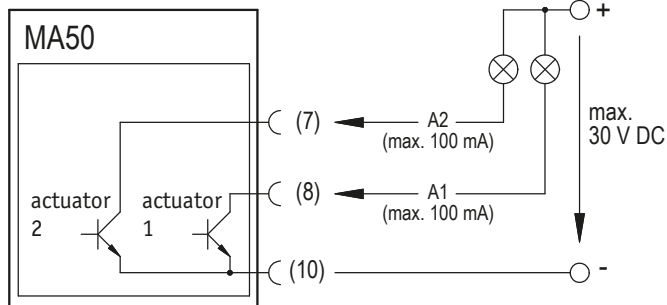 MA50
+
(7)
A2
(max. 100 mA)
max.
30 V DC
(8)
A1
(max. 100 mA)
actuator
2
actuator
1
(10)
-